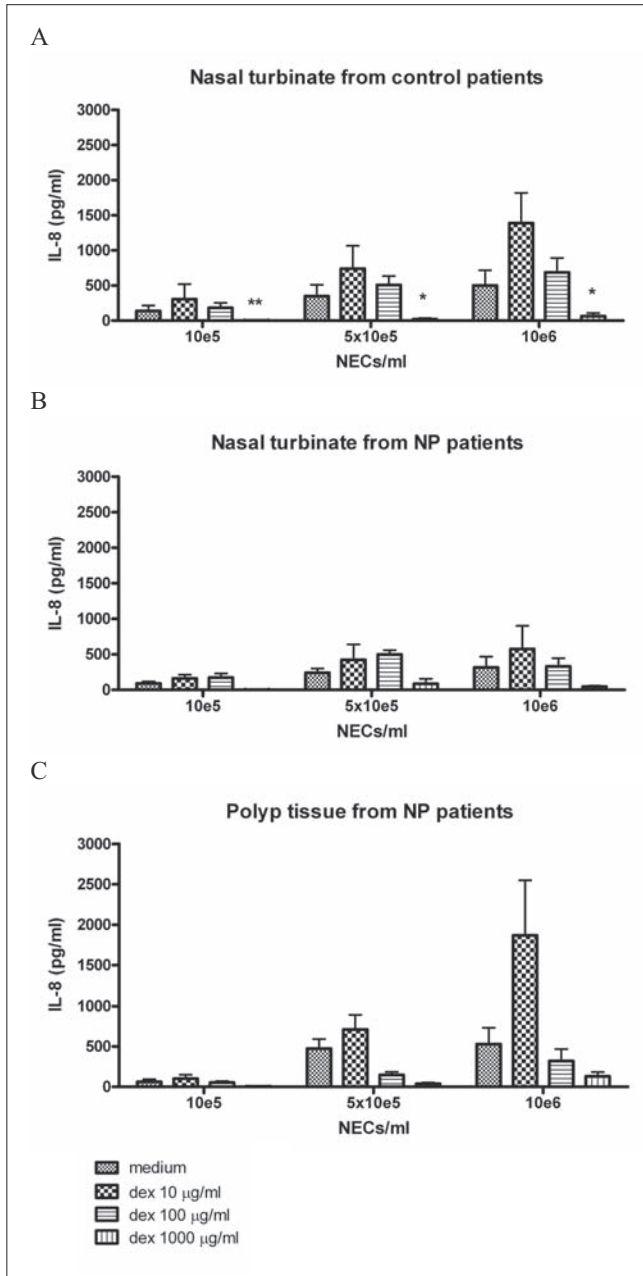 A
Nasal turbinate from control patients
3000
2500
2000
1500
1000
500
0
IL-8 (pg/ml)
**
*
*
10e5
5x10e5
10e6
NECs/ml
B
Nasal turbinate from NP patients
3000
2500
2000
1500
1000
500
0
IL-8 (pg/ml)
10e5
5x10e5
10e6
NECs/ml
C
Polyp tissue from NP patients
3000
2500
2000
1500
1000
500
0
IL-8 (pg/ml)
10e5
5x10e5
10e6
NECs/ml
medium
dex 10 µg/ml
dex 100 µg/ml
dex 1000 µg/ml